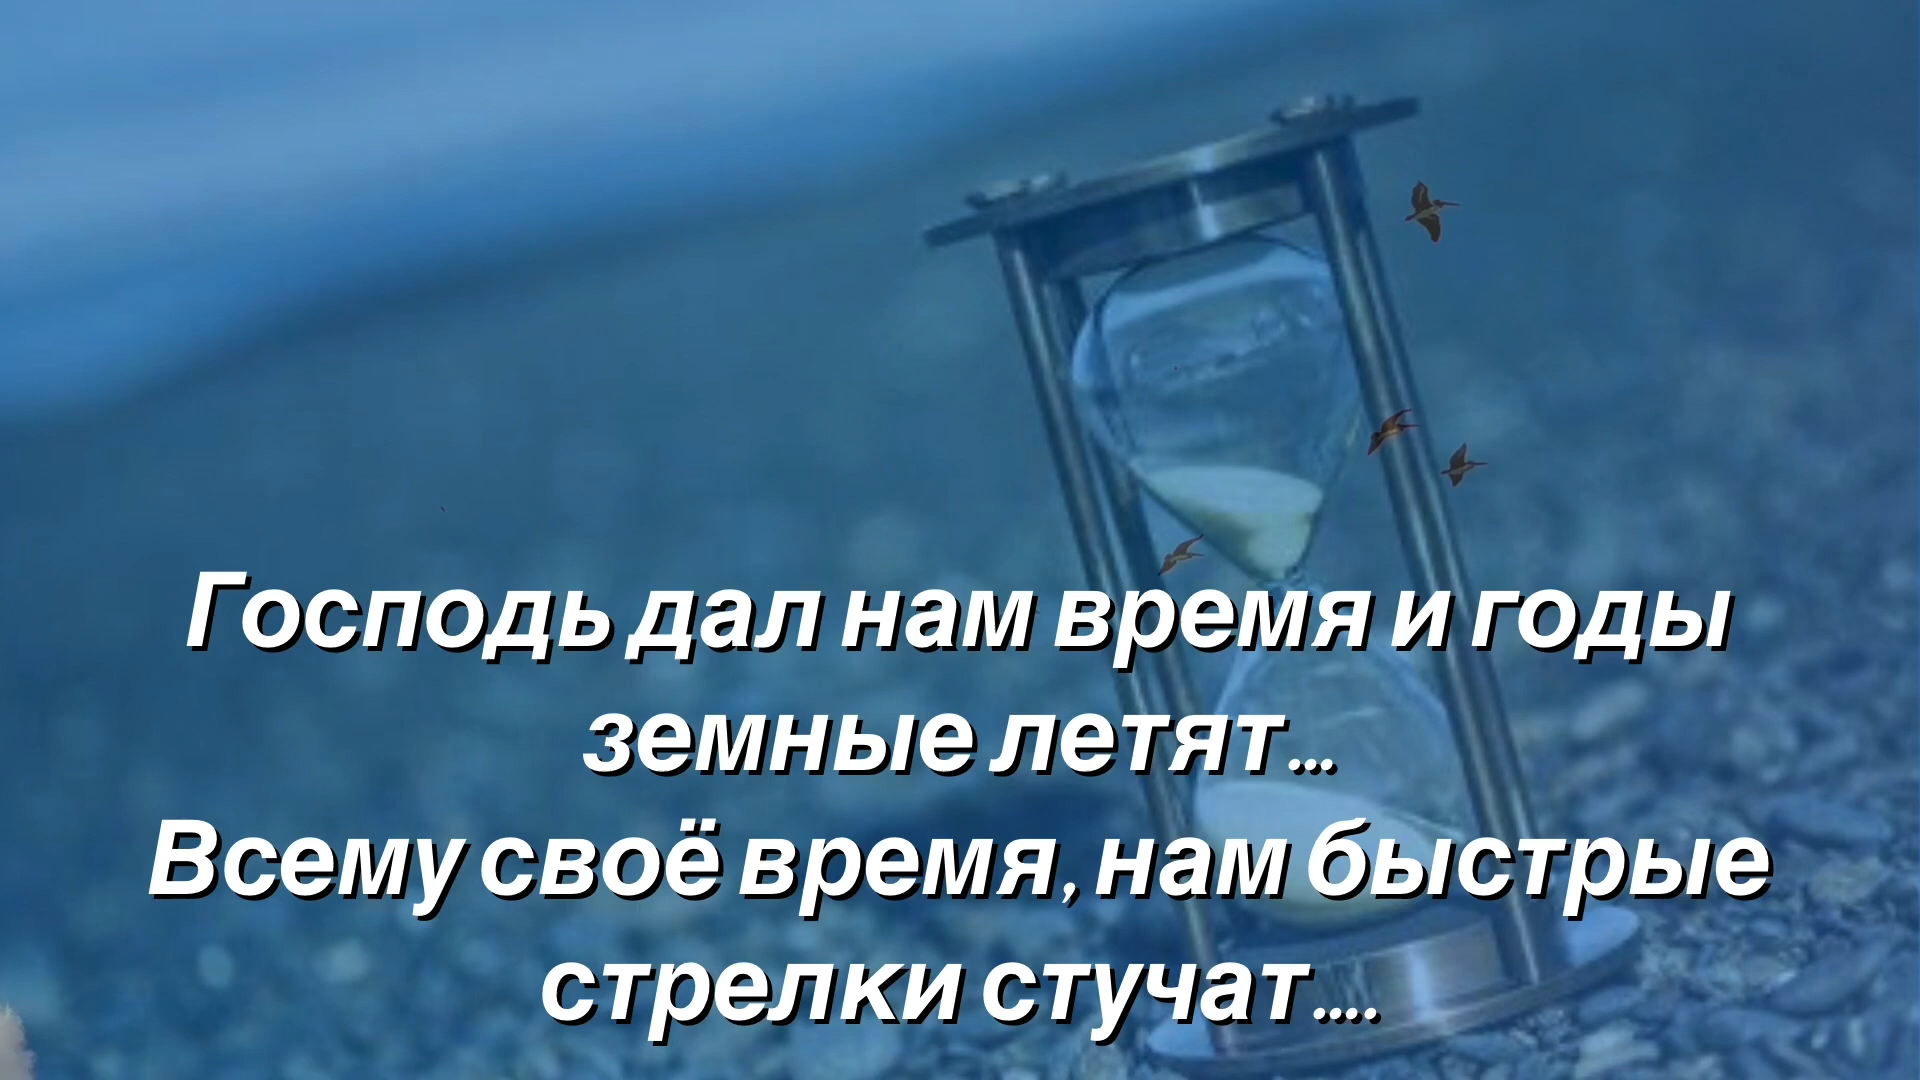 Господь дал нам время и годы
земные летят...
Всему своё время, нам быстрые
стрелки стучат....